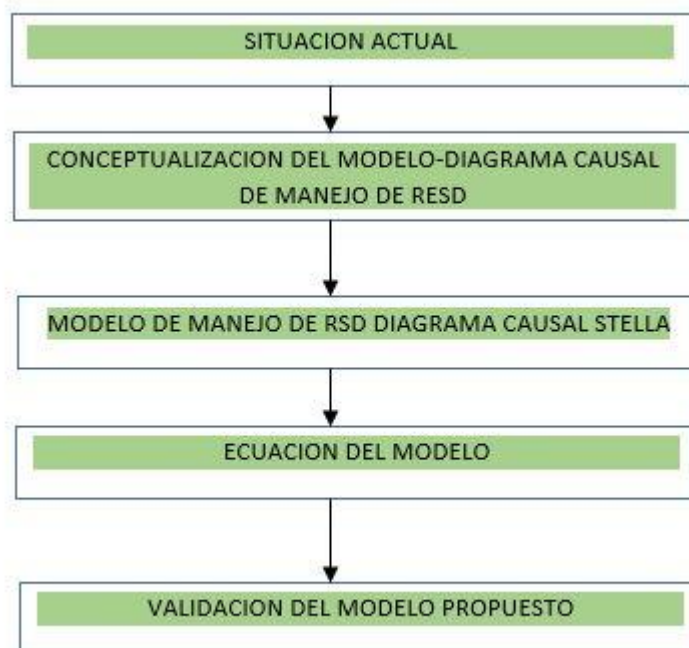 SITUACION ACTUAL
CONCEPTUALIZACION DEL MODELO-DIAGRAMA CAUSAL
DE MANEJO DE RESD
MODELO DE MANEJO DE RSD DIAGRAMA CAUSAL STELLA
ECUACION DEL MODELO
VALIDACION DEL MODELO PROPUESTO